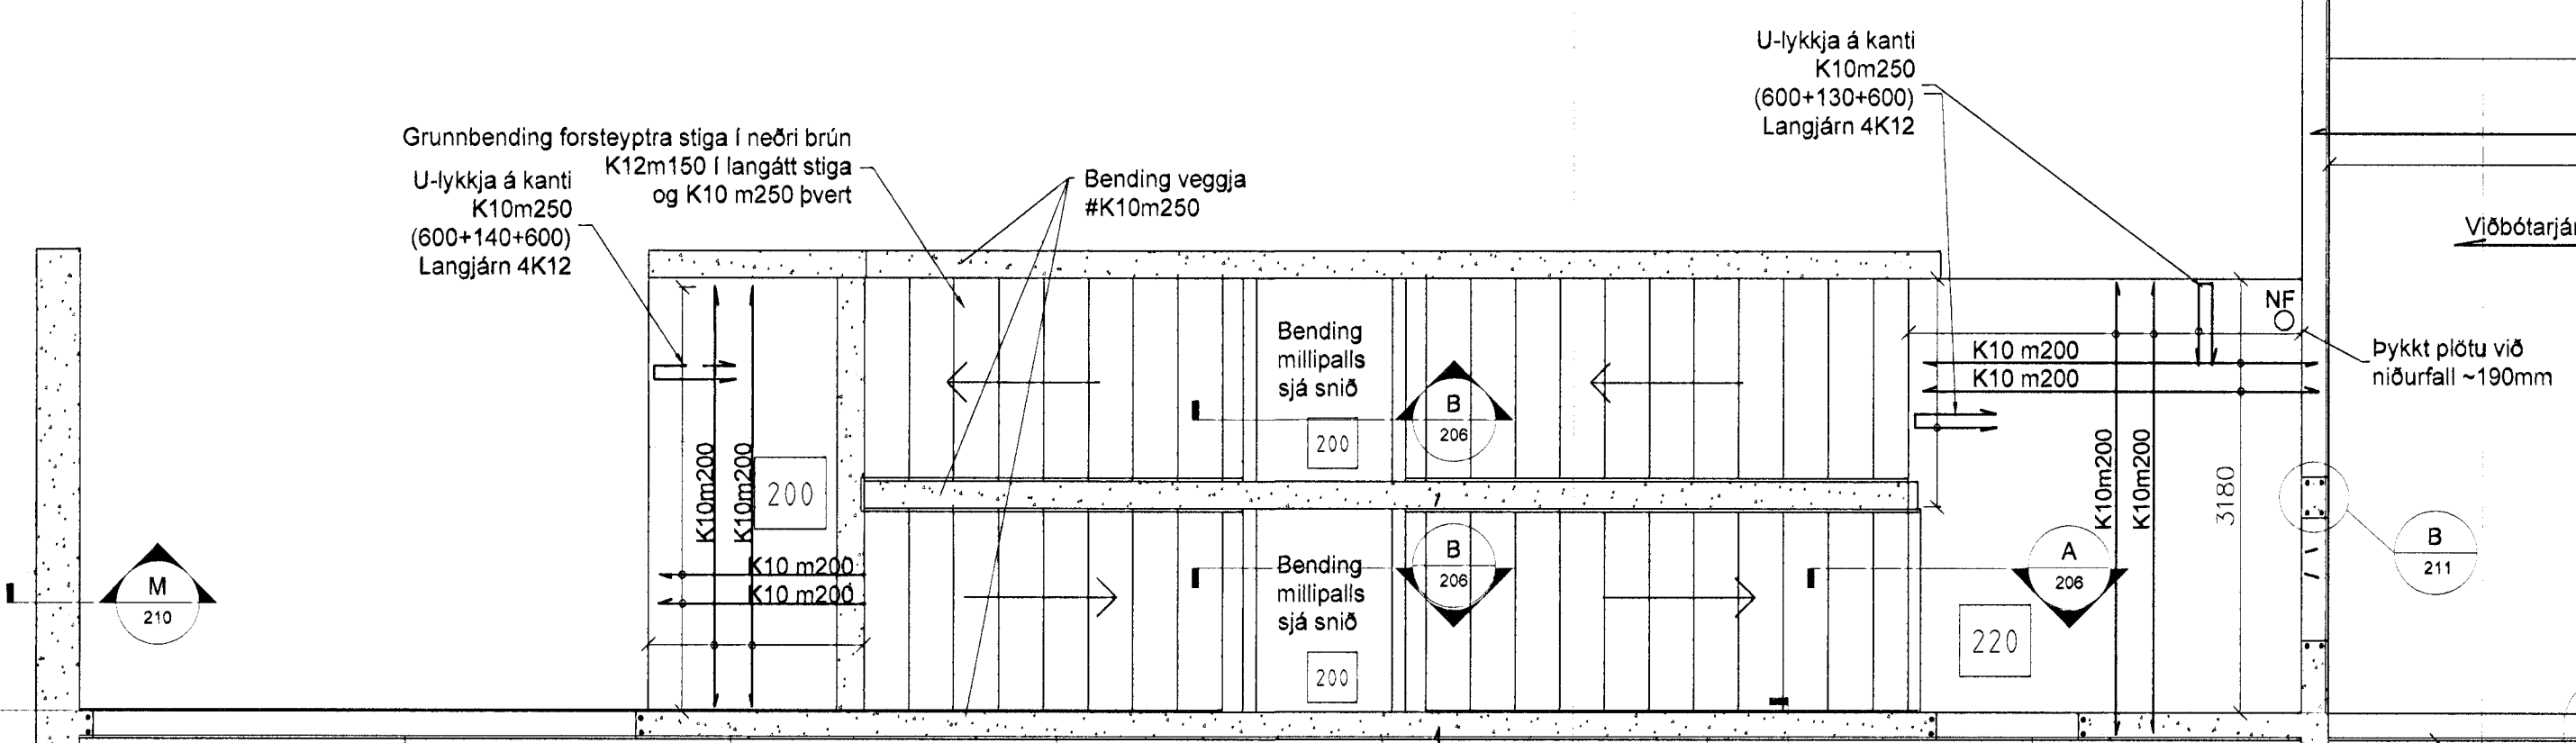 U-lykkja á kanti
K10m250
(600+130+600)
Langjárn 4K12
Grunnbending forsteyptra stiga í neðri brún
K12m150 í langátt stiga
og K10 m250 þvert
U-lykkja á kanti
K10m250
(600+140+600)
Langjárn 4K12
Bending veggja
#K10m250
NF
Þykkt plötu við
niðurfall ~190mm
K10 m200
K10 m200
Bending
millipalls
sjá snið
200
B
206
K10m200
K10m200
200
K10 m200
K10 m200
M
210
Bending
millipalls
sjá snið
200
B
206
A
206
220
K10m200
K10m200
3180
B
211